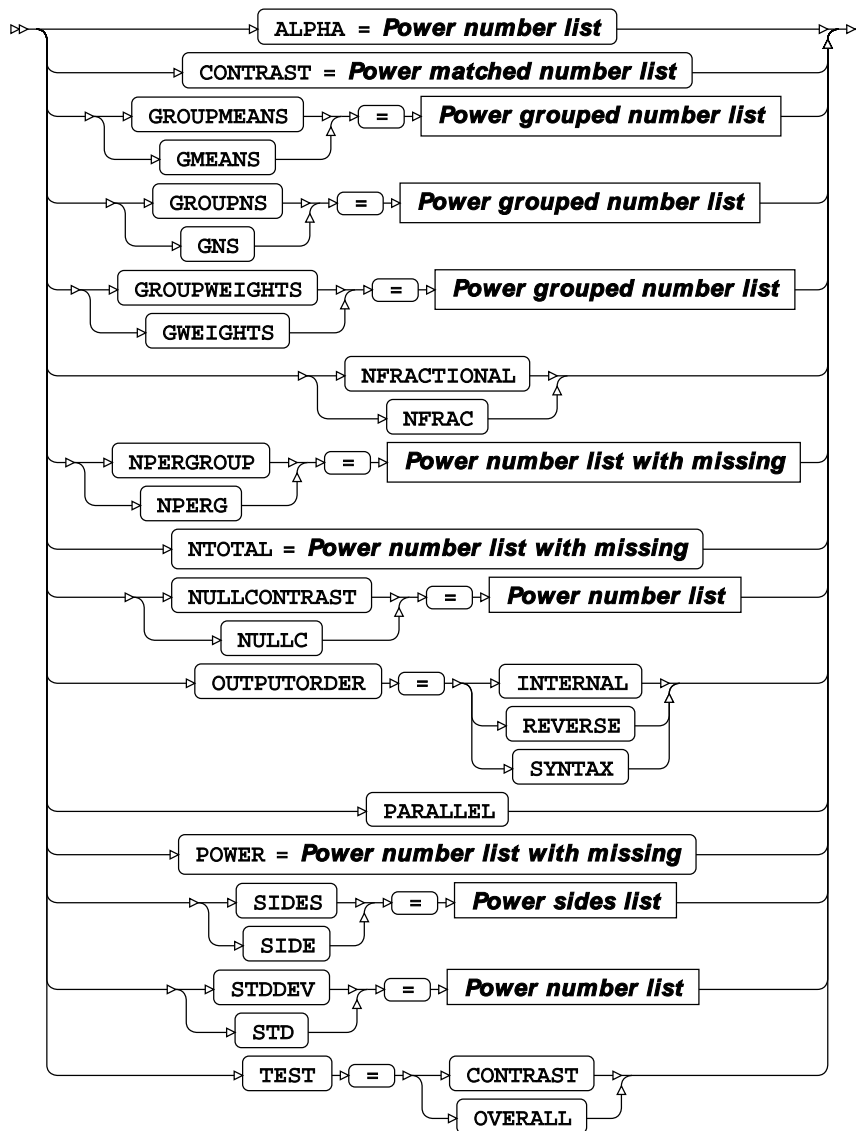 ALPHA = Power number list
CONTRAST = Power matched number list
GROUPMEANS = Power grouped number list
GMEANS
GROUPNS = Power grouped number list
GNS
GROUPWEIGHTS = Power grouped number list
GWEIGHTS
NFRACTIONAL
NFRAC
NPERGROUP = Power number list with missing
NPERG
NTOTAL = Power number list with missing
NULLCONTRAST = Power number list
NULLC
OUTPUTORDER = INTERNAL
REVERSE
SYNTAX
PARALLEL
POWER = Power number list with missing
SIDES = Power sides list
SIDE
STDDEV = Power number list
STD
TEST = CONTRAST
OVERALL